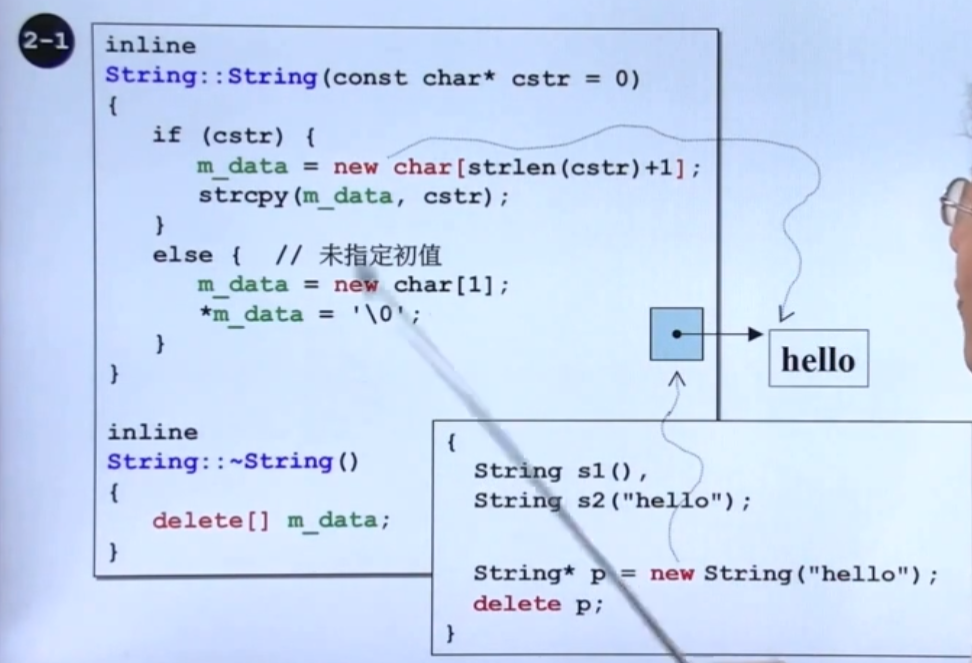 2-1
inline
String::String(const char* cstr = 0)
{
if (cstr) {
m_data = new char[strlen(cstr)+1];
strcpy(m_data, cstr);
}
else { // 未指定初值
m_data = new char[1];
*m_data = '\0';
}
}
inline
String::~String()
{
delete[] m_data;
}
hello
{
String s1(),
String s2("hello");
String* p = new String("hello");
delete p;
}